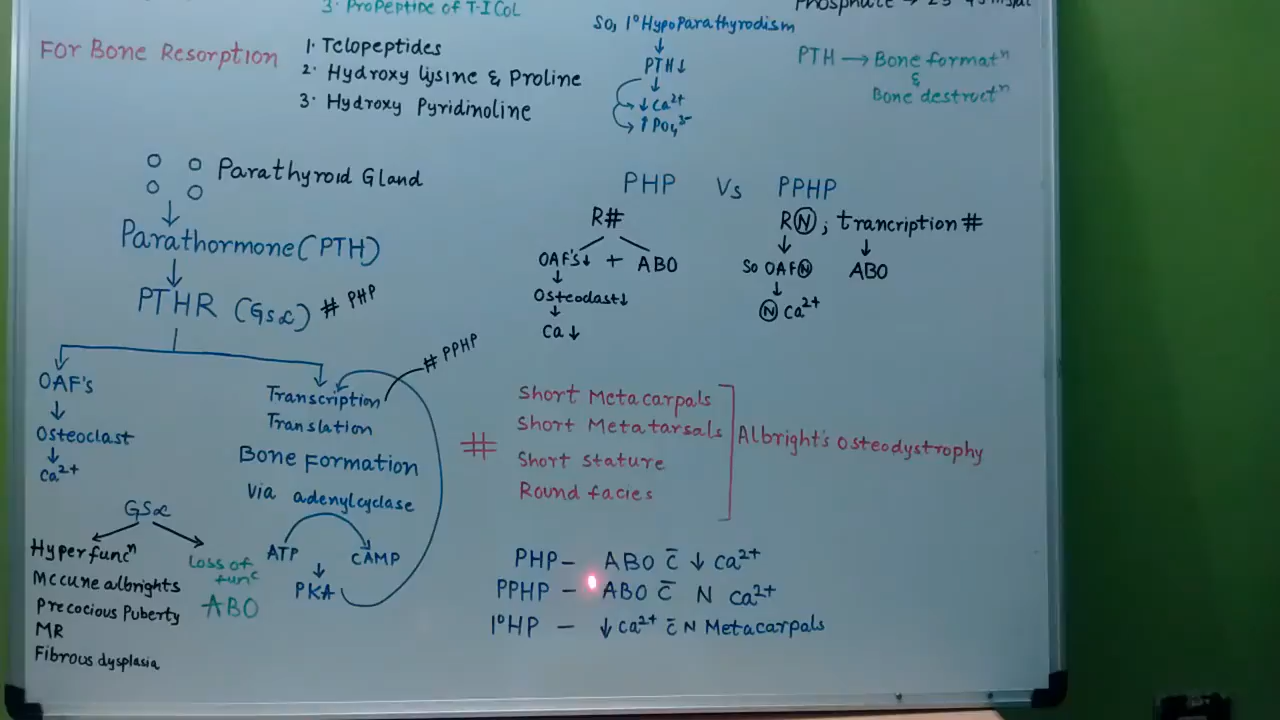 3. Propeptide of T-I Col
For Bone Resorption
1. Telopeptides
2. Hydroxy lysine & Proline
3. Hydroxy Pyridinoline
So, 1° Hypoparathyrodism
↓
PTH↓
↓
↓ Ca²⁺
↑ PO₄³⁻
Phosphate →
PTH → Bone formatⁿ
&
Bone destructⁿ
Parathyroid Gland
↓
Parathormone (PTH)
↓
PTHR (Gsα) # PHP
OAF's
↓
Osteoclast
↓
Ca²⁺
Transcription
# PPHP
Translation
Bone Formation
Via adenylcyclase
ATP
cAMP
↓
PKA
GSα
Hyperfuncⁿ
Mccune albrights
Precocious Puberty
MR
Fibrous dysplasia
Loss of
funcⁿ
ABO
PHP Vs PPHP
R#
OAF's↓ + ABO
↓
Osteoclast↓
↓
Ca ↓
RⓃ ; trancription #
↓ ↓
So OAFⓃ ABO
↓
Ⓝ Ca²⁺
#
Short Metacarpals
Short Metatarsals
Short stature
Round facies
Albright's Osteodystrophy
PHP – ABO c̄ ↓ Ca²⁺
PPHP – ABO c̄ N Ca²⁺
1°HP – ↓ Ca²⁺ c̄ N Metacarpals